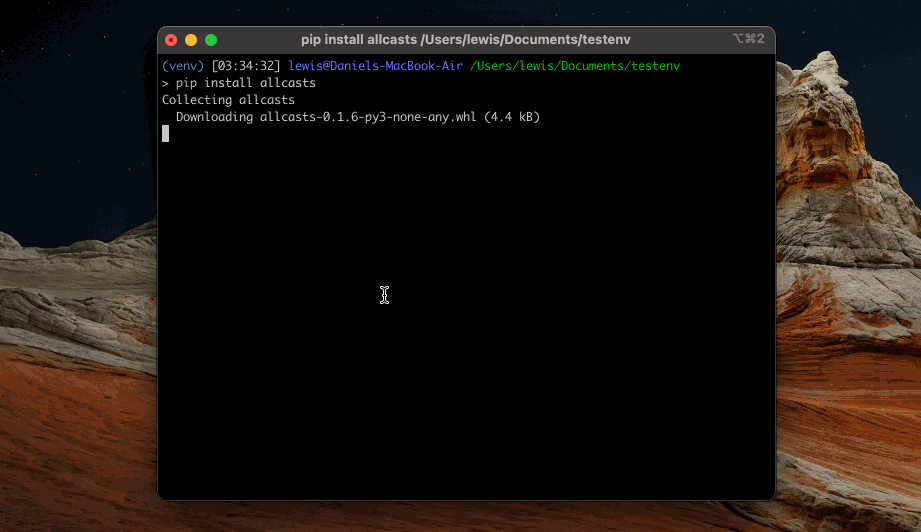 pip install allcasts /Users/lewis/Documents/testenv
⌥⌘2
(venv) [03:34:32] lewis@Daniels-MacBook-Air /Users/lewis/Documents/testenv
> pip install allcasts
Collecting allcasts
  Downloading allcasts-0.1.6-py3-none-any.whl (4.4 kB)